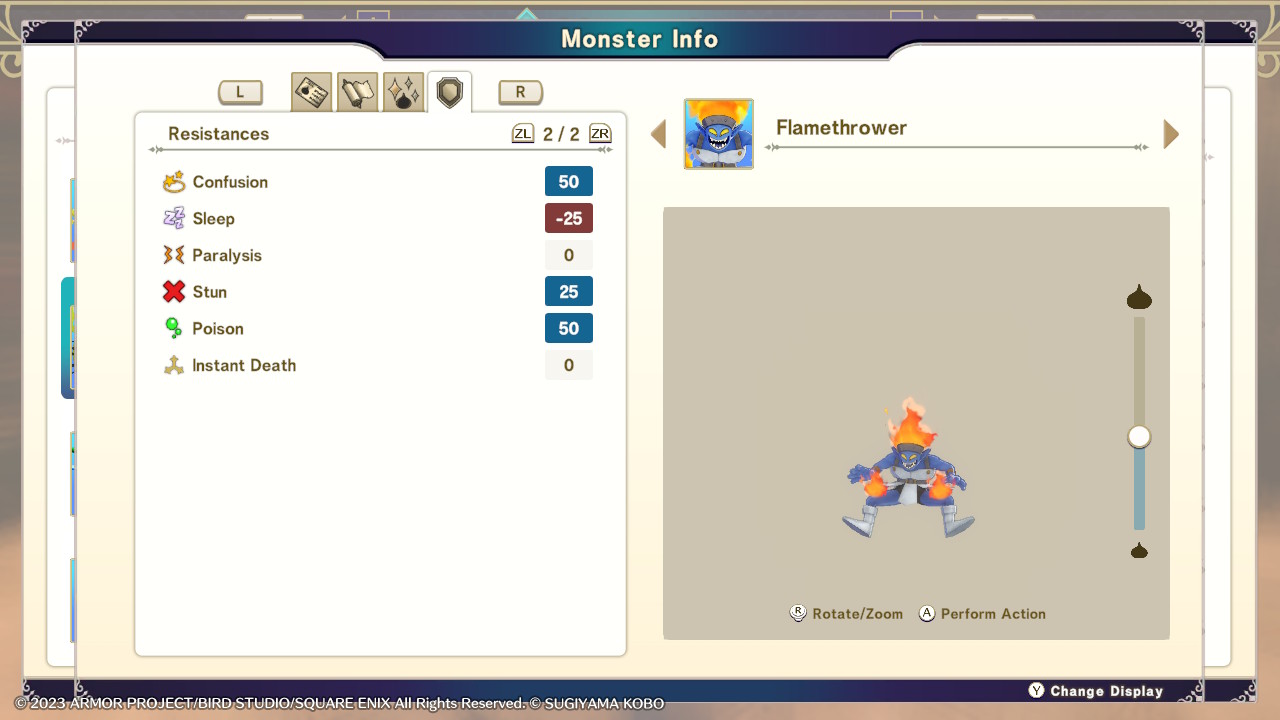 Monster Info
L
R
Resistances
ZL 2 / 2 ZR
Flamethrower
Confusion 50
Sleep -25
Paralysis 0
Stun 25
Poison 50
Instant Death 0
R Rotate/Zoom A Perform Action
Y Change Display
© 2023 ARMOR PROJECT/BIRD STUDIO/SQUARE ENIX All Rights Reserved. © SUGIYAMA KOBO